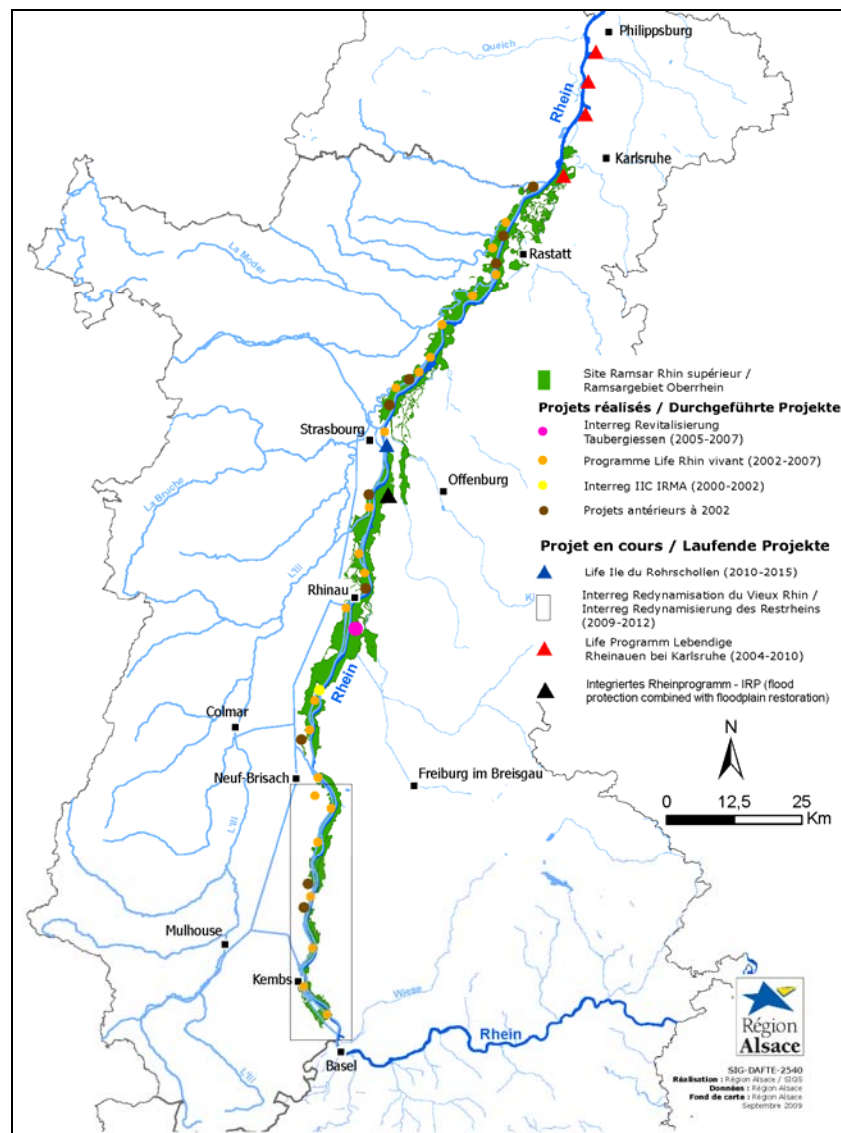 Philippsburg
Queich
Rhein
Karlsruhe
Rastatt
La Moder
Site Ramsar Rhin supérieur /
Ramsargebiet Oberrhein
Projets réalisés / Durchgeführte Projekte
Interreg Revitalisierung
Taubergiessen (2005-2007)
Programme Life Rhin vivant (2002-2007)
Interreg IIC IRMA (2000-2002)
Projets antérieurs à 2002
Projet en cours / Laufende Projekte
Life Ile du Rohrschollen (2010-2015)
Interreg Redynamisation du Vieux Rhin /
Interreg Redynamisierung des Restrheins
(2009-2012)
Life Programm Lebendige
Rheinauen bei Karlsruhe (2004-2010)
Integriertes Rheinprogramm - IRP (flood
protection combined with floodplain restoration)
Strasbourg
Offenburg
La Bruche
L'Ill
Rhinau
Ki
Rhein
Colmar
Neuf-Brisach
Freiburg im Breisgau
N
0 12,5 25
Km
L'Ill
Mulhouse
Kembs
Wiese
Rhein
Basel
L'Ill
Région
Alsace
SIG-DAFTE-2540
Réalisation : Région Alsace / SIGS
Données : Région Alsace
Fond de carte : Région Alsace
Septembre 2009